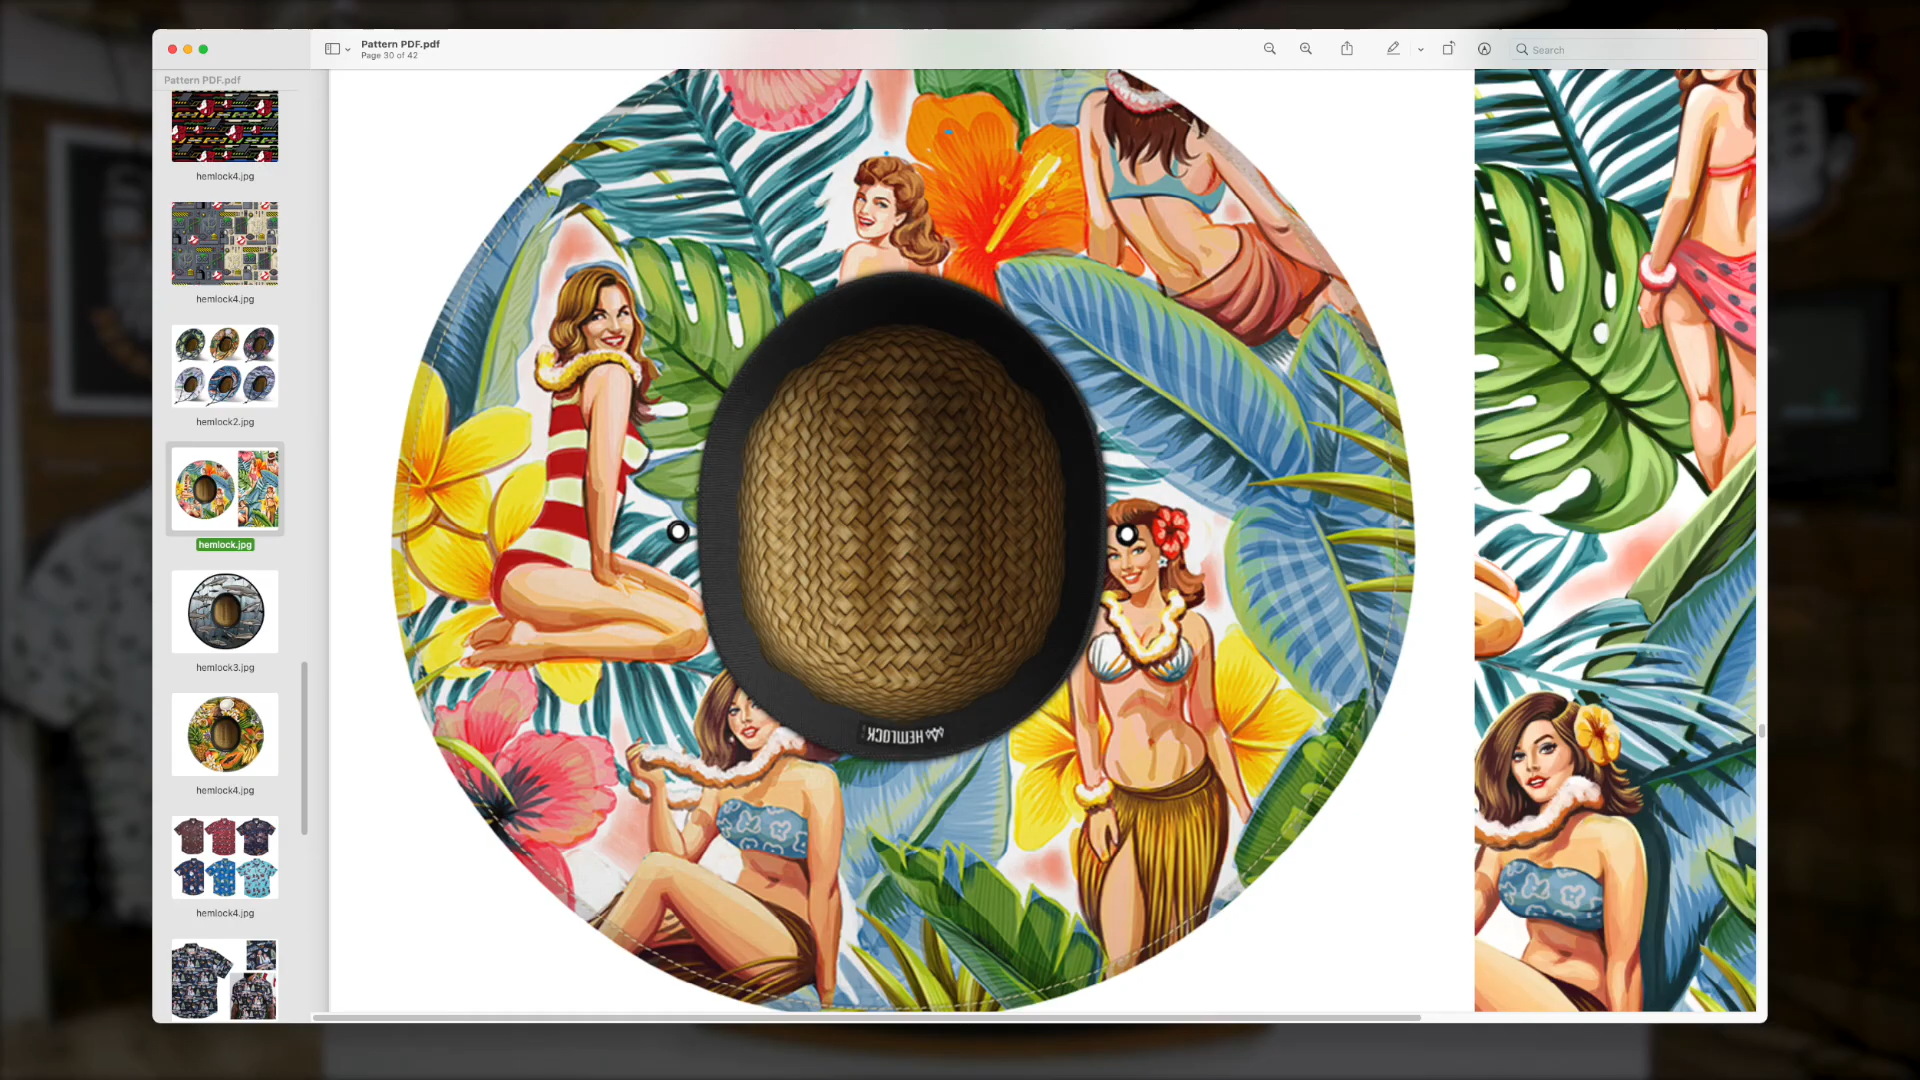 Pattern PDF.pdf
Page 30 of 42
Search
Pattern PDF.pdf
hemlock4.jpg
hemlock4.jpg
hemlock2.jpg
hemlock.jpg
hemlock3.jpg
hemlock4.jpg
hemlock4.jpg
HEMLOCK